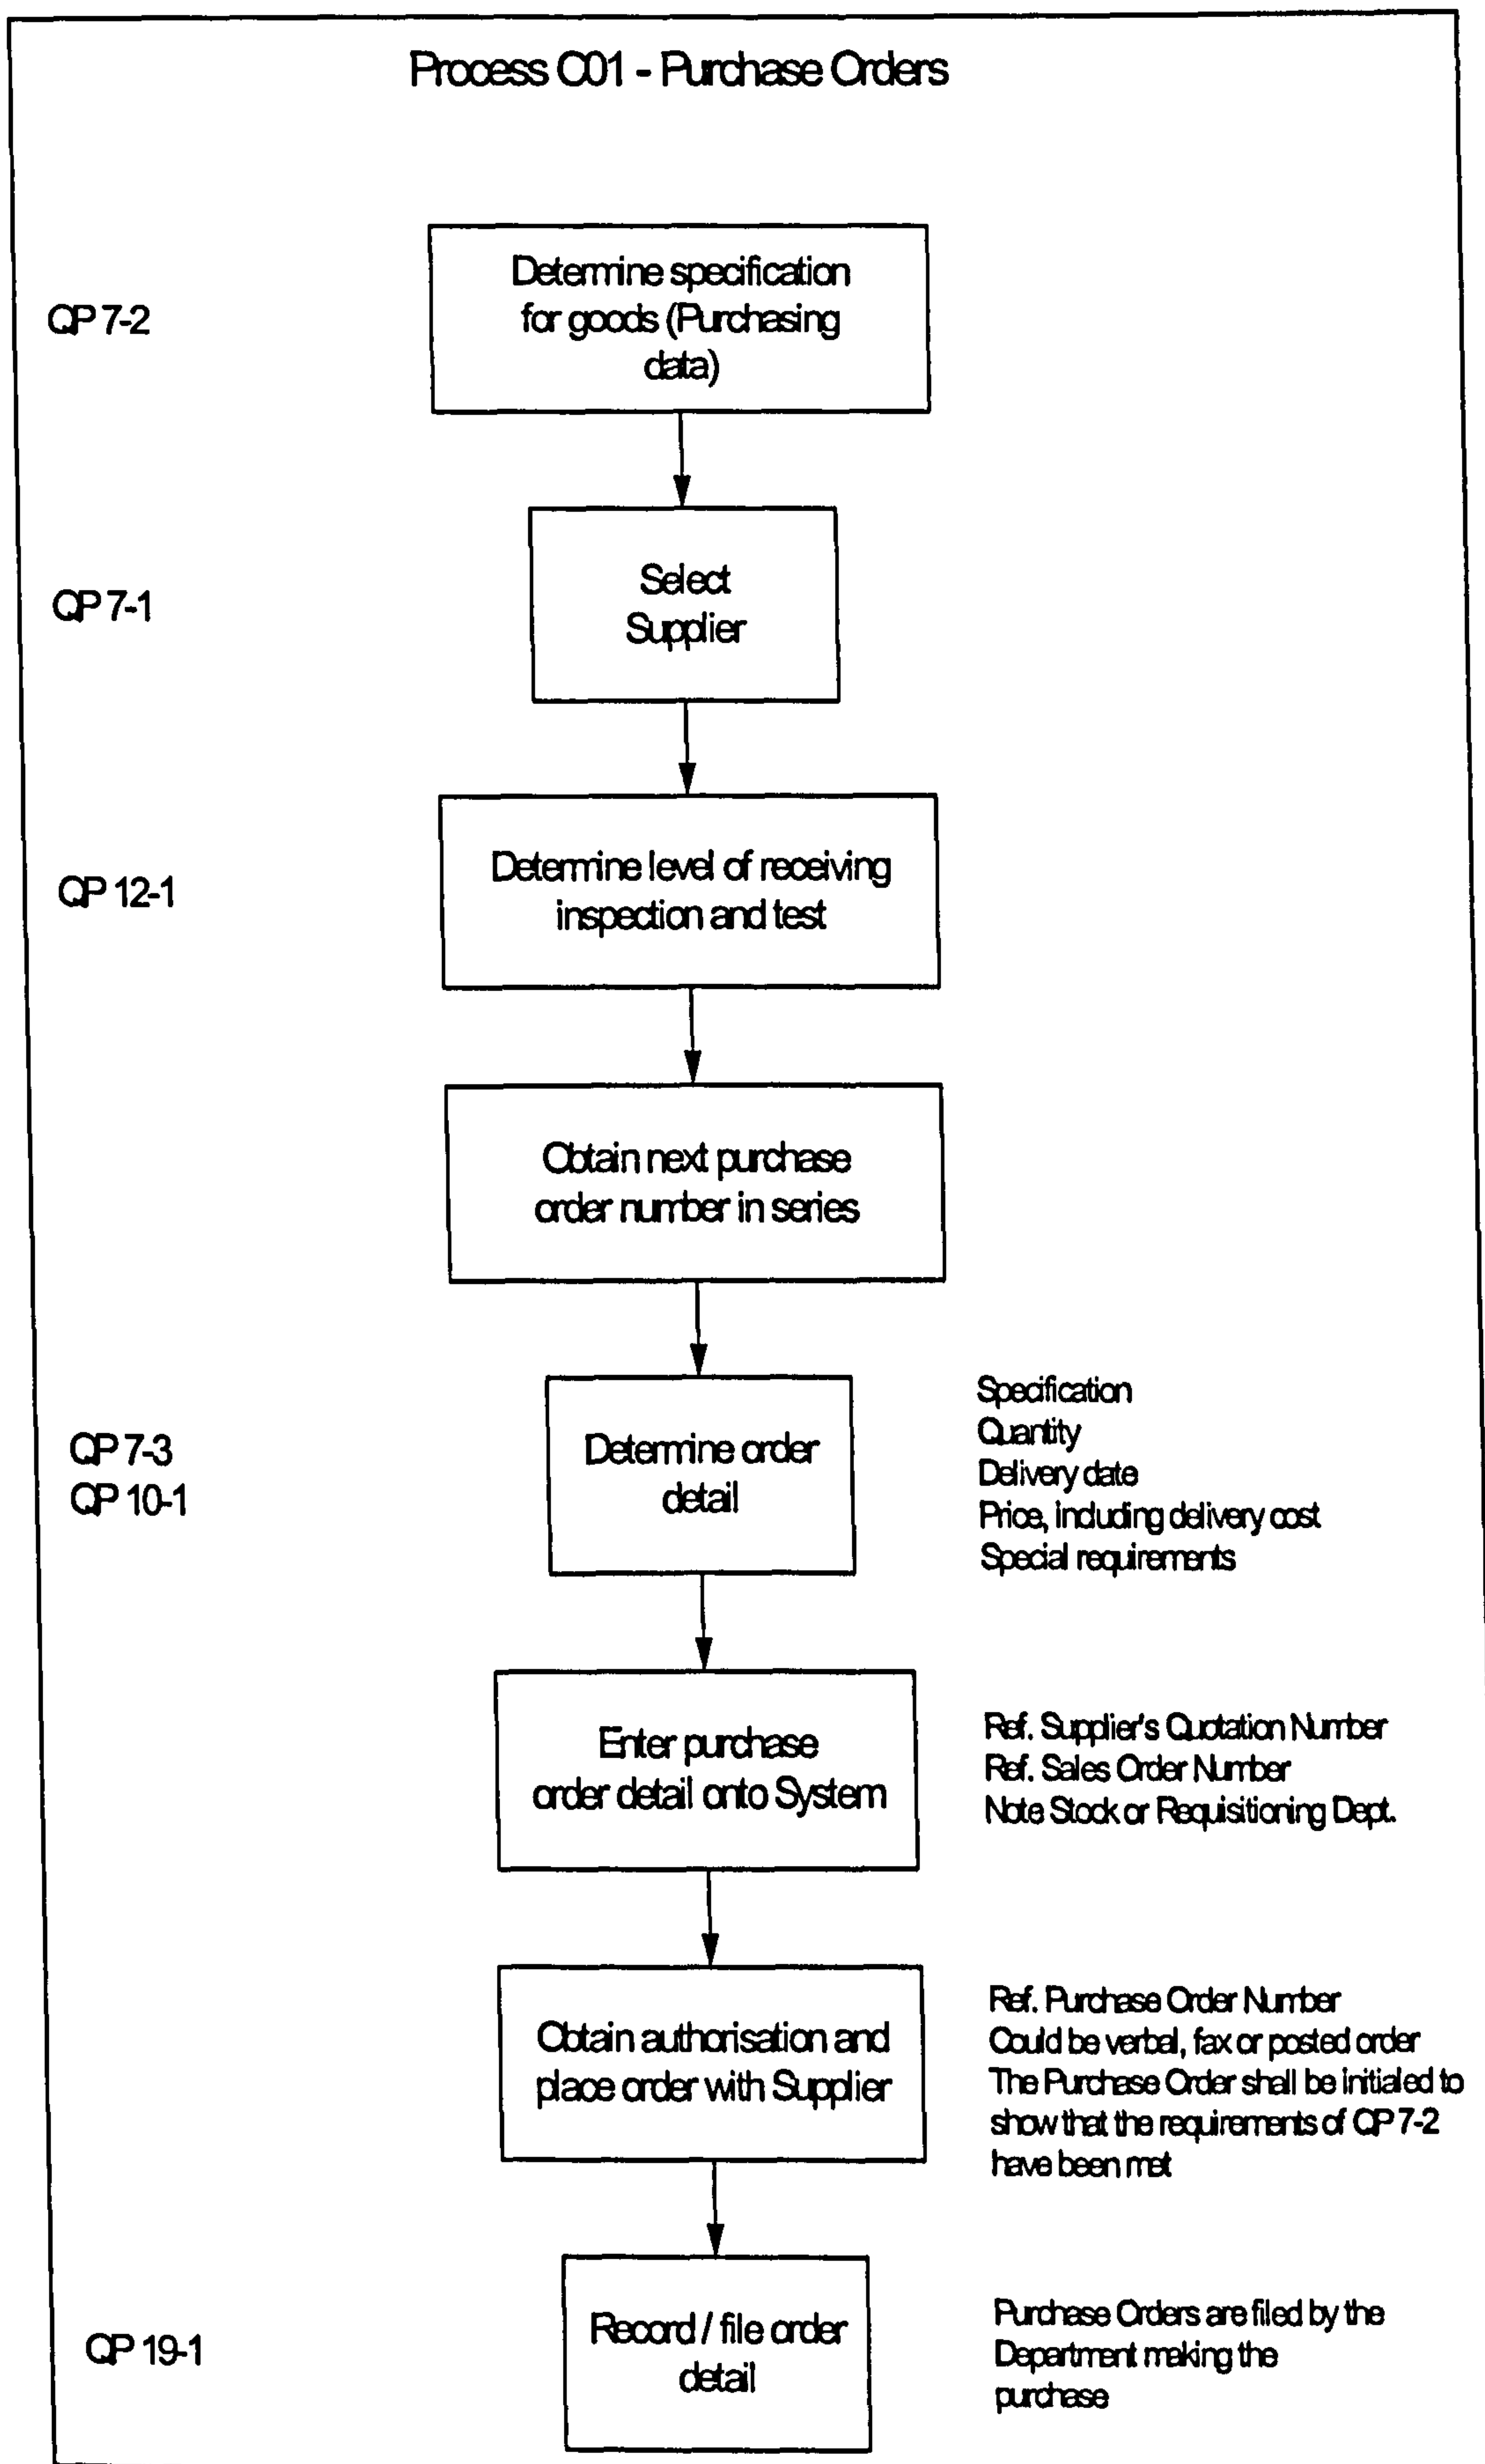 Process C01 - Purchase Orders
QP 7-2
Determine specification
for goods (Purchasing
data)
QP 7-1
Select
Supplier
QP 12-1
Determine level of receiving
inspection and test
Obtain next purchase
order number in series
QP 7-3
QP 10-1
Determine order
detail
Specification
Quantity
Delivery date
Price, including delivery cost
Special requirements
Enter purchase
order detail onto System
Ref. Supplier's Quotation Number
Ref. Sales Order Number
Note Stock or Requisitioning Dept.
Obtain authorisation and
place order with Supplier
Ref. Purchase Order Number
Could be verbal, fax or posted order
The Purchase Order shall be initialed to
show that the requirements of QP 7-2
have been met
QP 19-1
Record / file order
detail
Purchase Orders are filed by the
Department making the
purchase